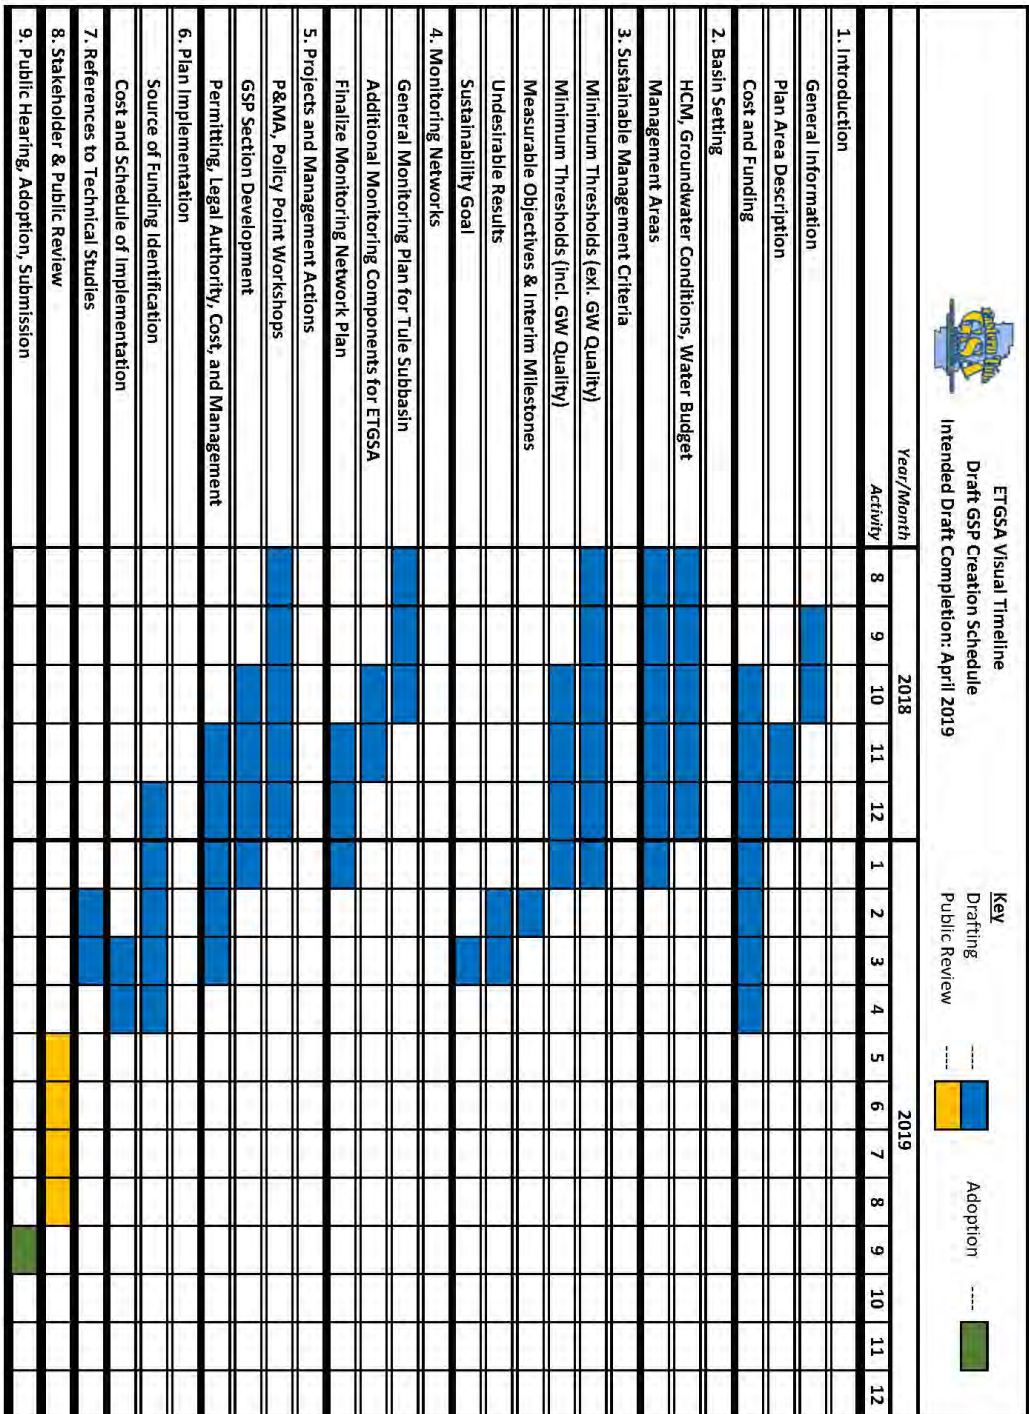 ETGSA Visual Timeline
Draft GSP Creation Schedule
Intended Draft Completion: April 2019
Key
Drafting ----
Public Review ----
Adoption ----
Eastern Tule
GSA
Year/Month 2018 2019
Activity 8 9 10 11 12 1 2 3 4 5 6 7 8 9 10 11 12
1. Introduction
General Information
Plan Area Description
Cost and Funding
2. Basin Setting
HCM, Groundwater Conditions, Water Budget
Management Areas
3. Sustainable Management Criteria
Minimum Thresholds (exl. GW Quality)
Minimum Thresholds (incl. GW Quality)
Measurable Objectives & Interim Milestones
Undesirable Results
Sustainability Goal
4. Monitoring Networks
General Monitoring Plan for Tule Subbasin
Additional Monitoring Components for ETGSA
Finalize Monitoring Network Plan
5. Projects and Management Actions
P&MA, Policy Point Workshops
GSP Section Development
Permitting, Legal Authority, Cost, and Management
6. Plan Implementation
Source of Funding Identification
Cost and Schedule of Implementation
7. References to Technical Studies
8. Stakeholder & Public Review
9. Public Hearing, Adoption, Submission